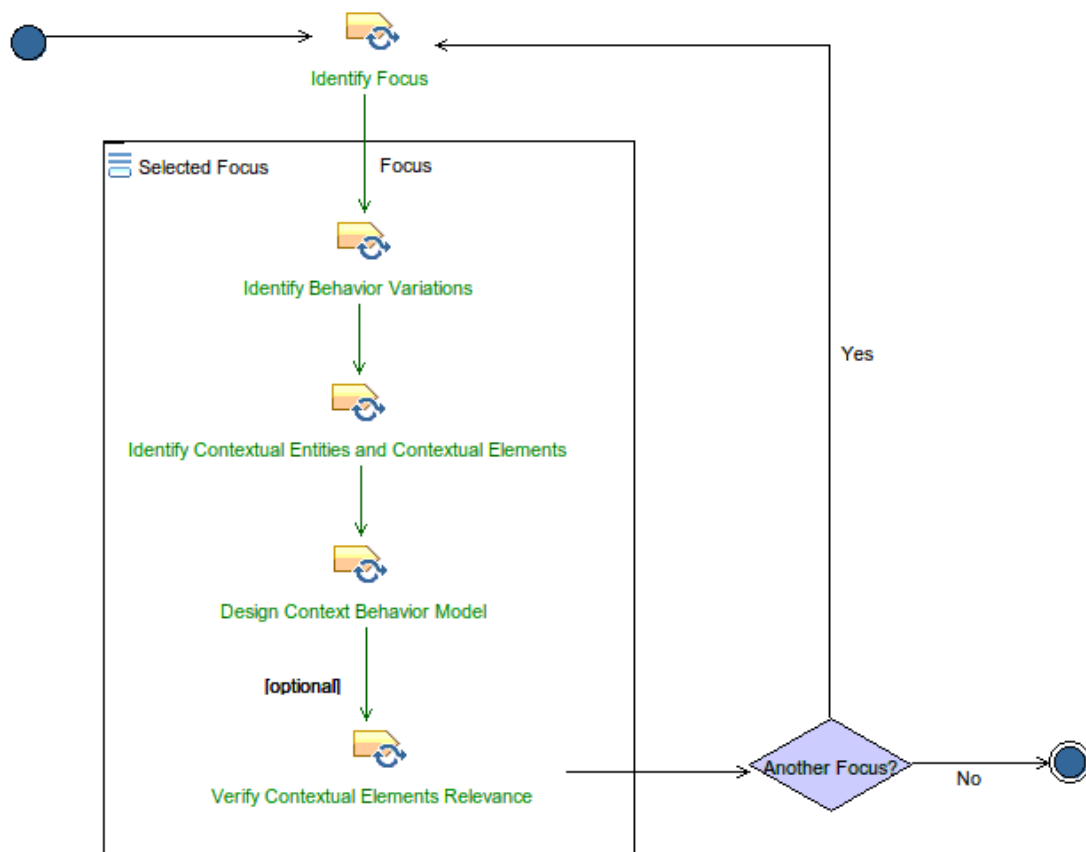 Identify Focus
Selected Focus
Focus
Identify Behavior Variations
Yes
Identify Contextual Entities and Contextual Elements
Design Context Behavior Model
[optional]
Another Focus?
No
Verify Contextual Elements Relevance